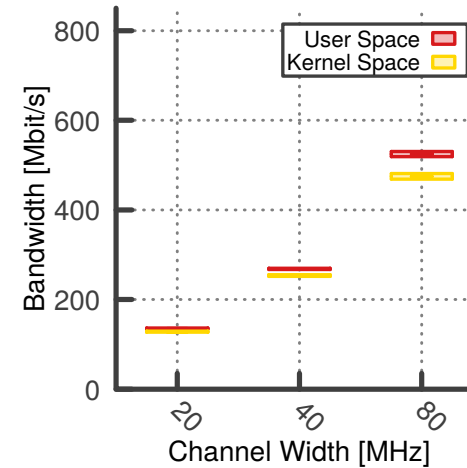 User Space
Kernel Space
Bandwidth [Mbit/s]
800
600
400
200
0
20
40
80
Channel Width [MHz]